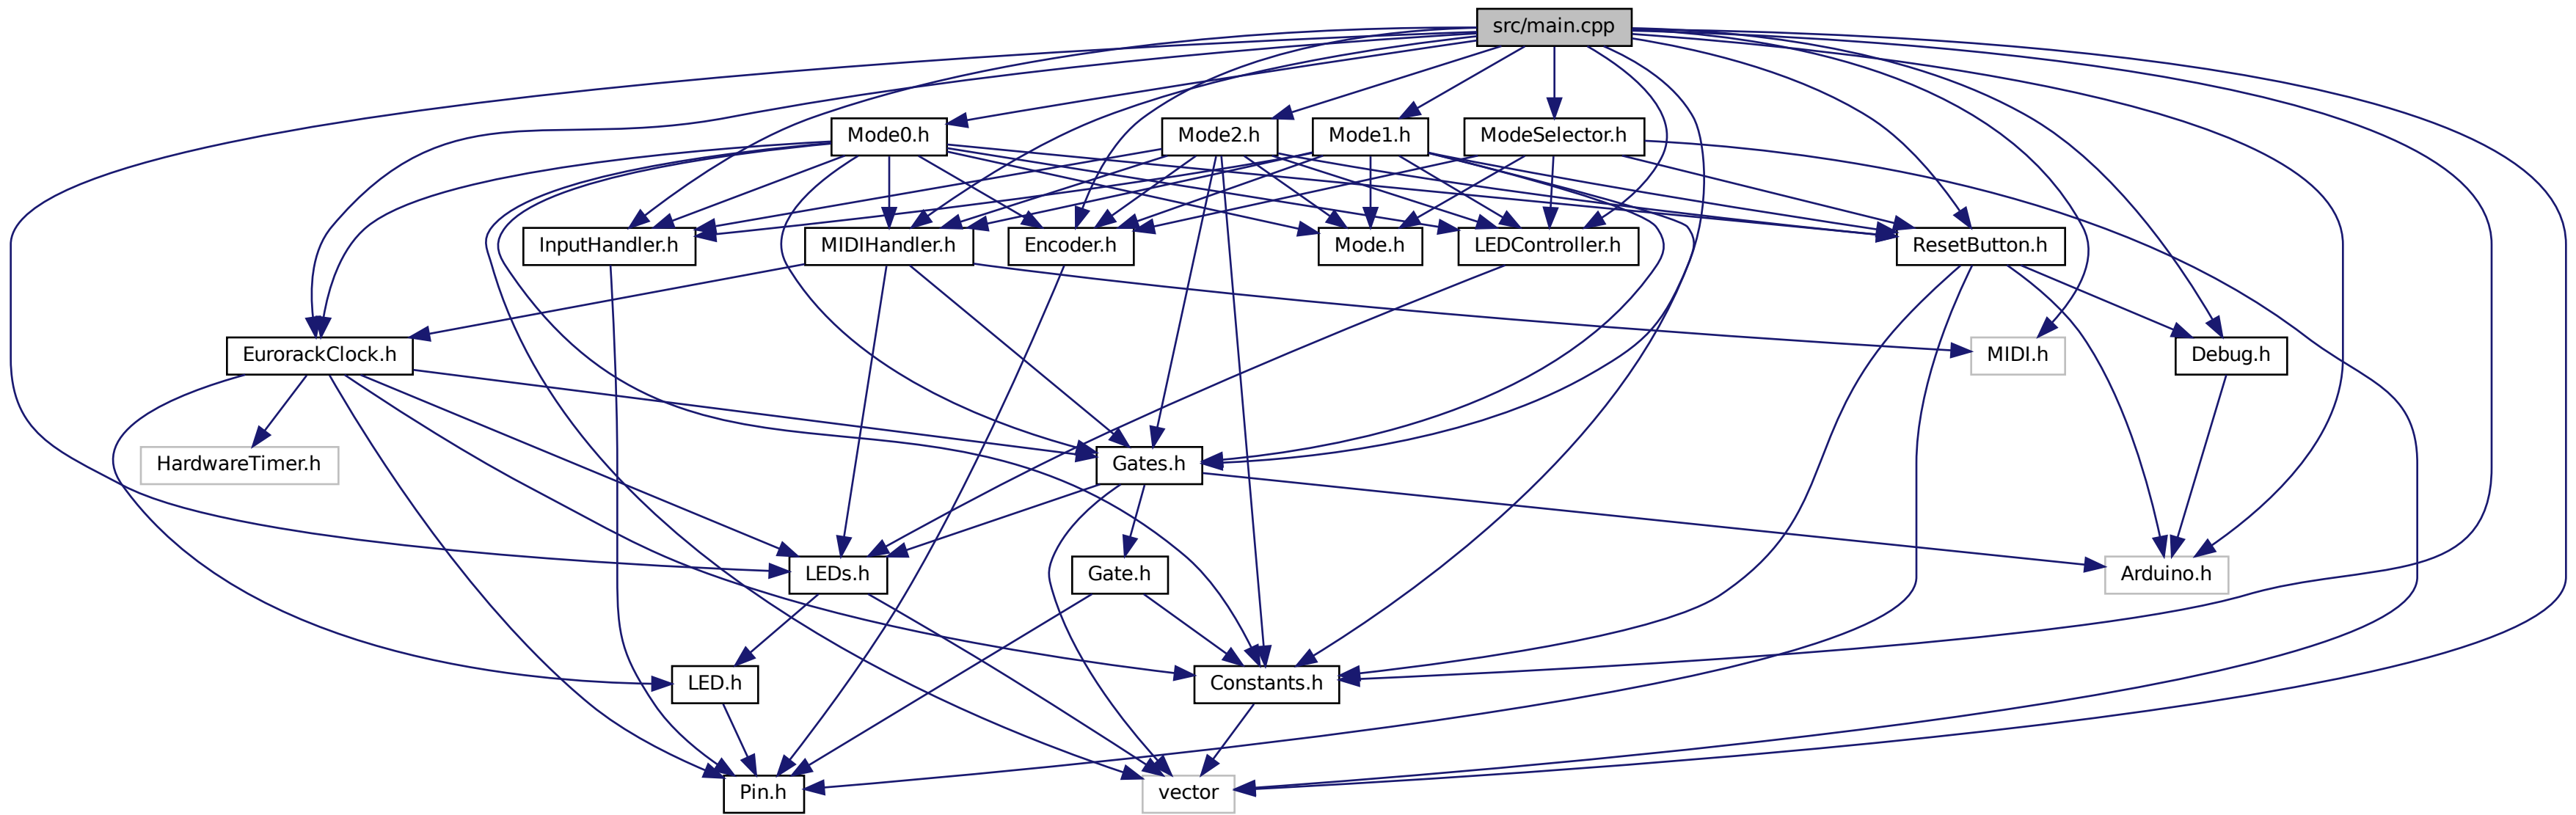 src/main.cpp
Mode0.h
Mode2.h
Mode1.h
ModeSelector.h
InputHandler.h
MIDIHandler.h
Encoder.h
Mode.h
LEDController.h
ResetButton.h
EurorackClock.h
MIDI.h
Debug.h
HardwareTimer.h
Gates.h
LEDs.h
Gate.h
Arduino.h
LED.h
Constants.h
Pin.h
vector